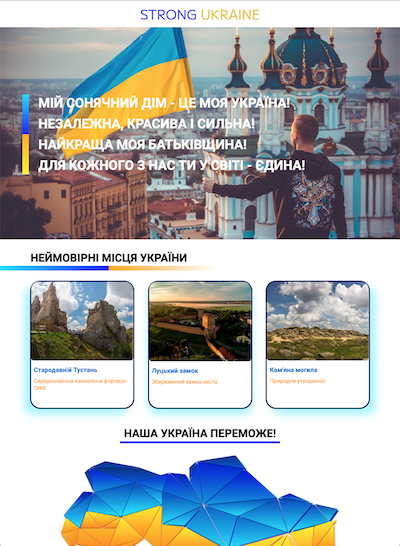 STRONG UKRAINE
МІЙ СОНЯЧНИЙ ДІМ - ЦЕ МОЯ УКРАЇНА!
НЕЗАЛЕЖНА, КРАСИВА І СИЛЬНА!
НАЙКРАЩА МОЯ БАТЬКІВЩИНА!
ДЛЯ КОЖНОГО З НАС ТИ У СВІТІ - ЄДИНА!
НЕЙМОВІРНІ МІСЦЯ УКРАЇНИ
Стародавній Тустань
Середньовічна наскельна фортеця-
град
Луцький замок
Збережений замок міста
Кам'яна могила
Природне утворення
НАША УКРАЇНА ПЕРЕМОЖЕ!